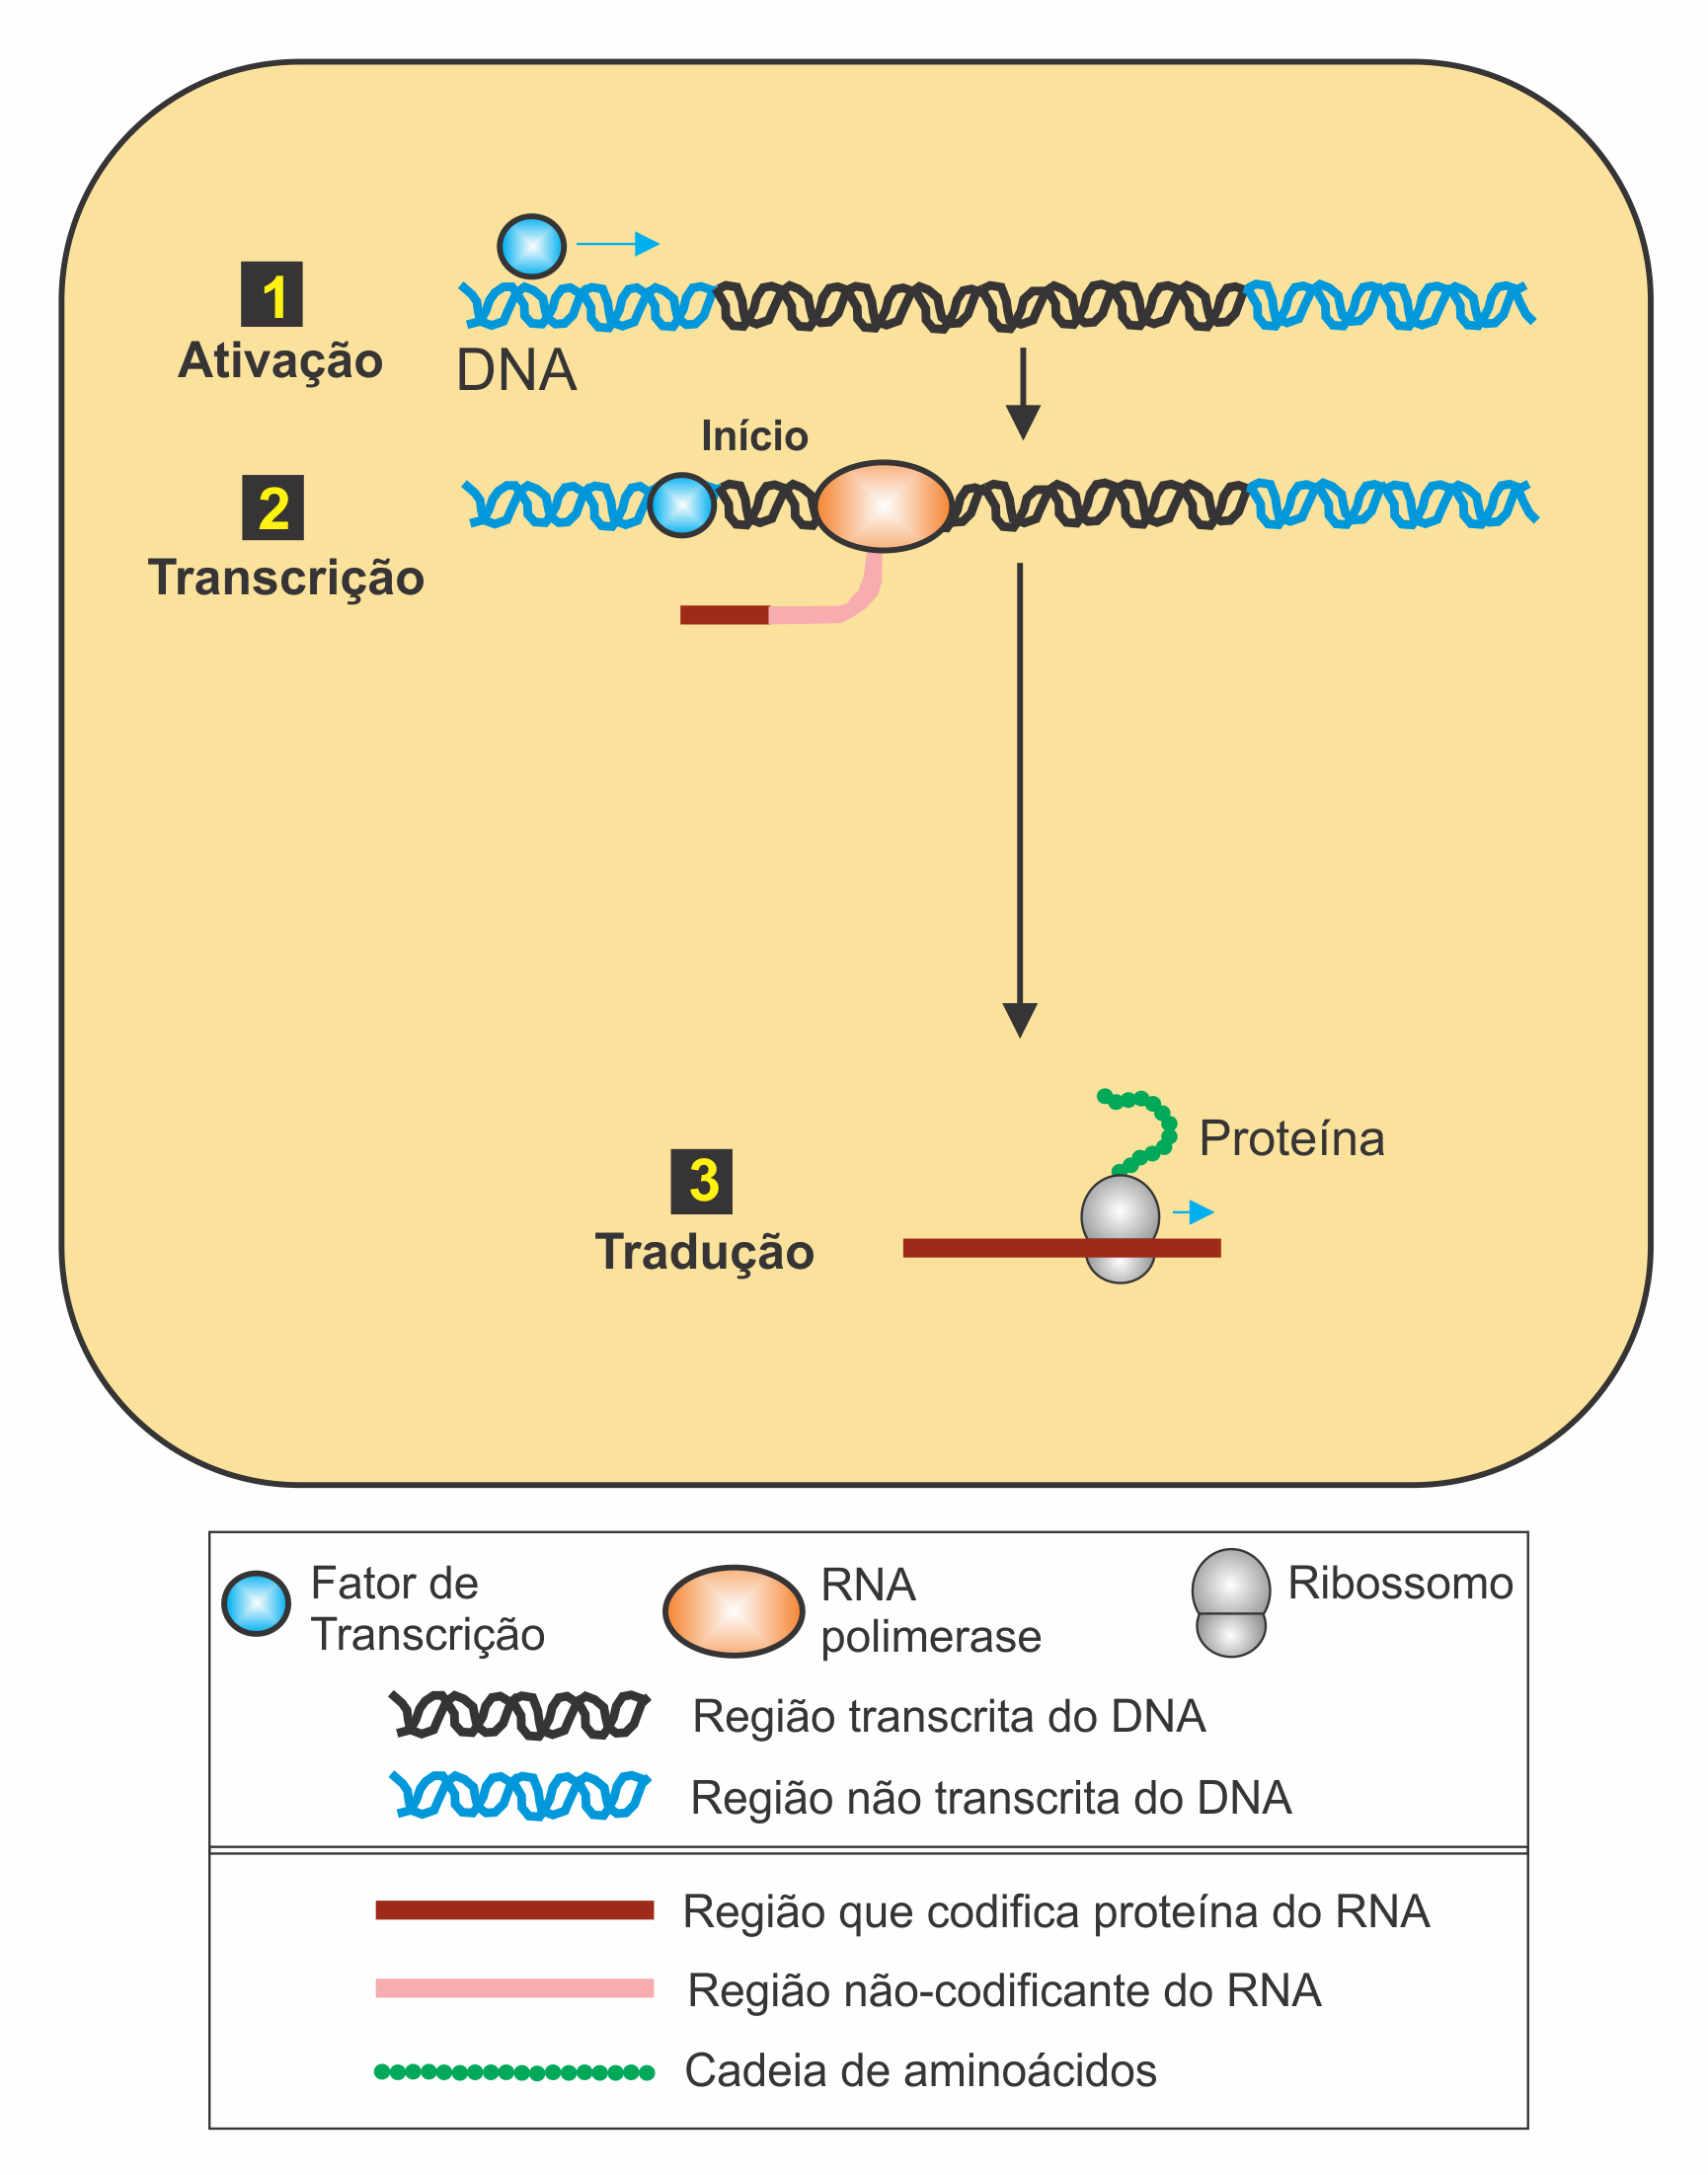 1
Ativação
DNA
Início
2
Transcrição
Proteína
3
Tradução
Fator de
Transcrição
RNA
polimerase
Ribossomo
Região transcrita do DNA
Região não transcrita do DNA
Região que codifica proteína do RNA
Região não-codificante do RNA
Cadeia de aminoácidos